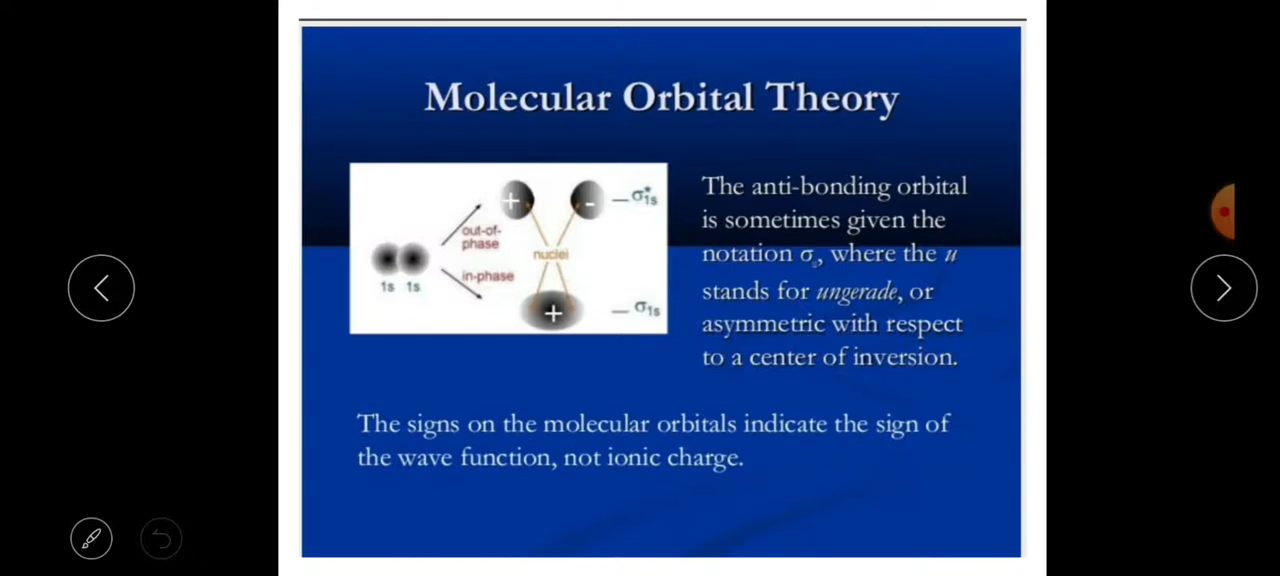 Molecular Orbital Theory
+ - σ*1s
out-of-
phase
nuclei
1s 1s
in-phase
+ σ1s
The anti-bonding orbital
is sometimes given the
notation σu, where the u
stands for ungerade, or
asymmetric with respect
to a center of inversion.
The signs on the molecular orbitals indicate the sign of
the wave function, not ionic charge.